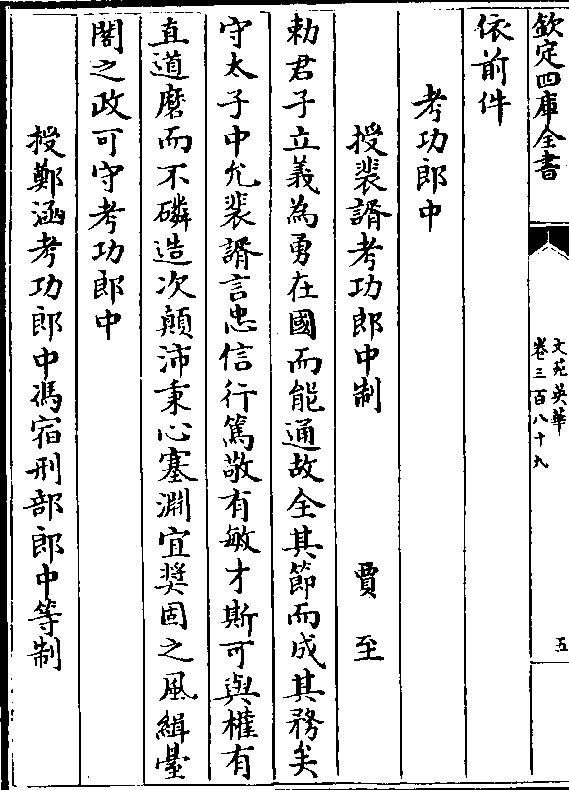 欽定四庫全書
文苑英華
卷三百八十九
五
依前件
考功郎中
授裴諝考功郎中制 賈至
勅君子立義為勇在國而能通故全其節而成其務矣
守太子中允裴諝言忠信行篤敬有敏才斯可與權有
直道磨而不磷造次顛沛秉心塞淵宜奨固之風緝臺
閣之政可守考功郎中
授鄭涵考功郎中馮宿刑部郎中等制